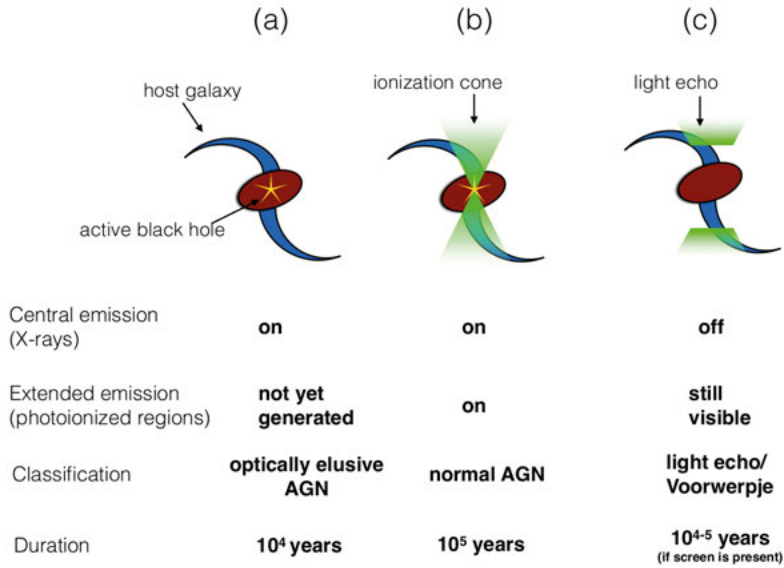 (a) (b) (c)
host galaxy
ionization cone
light echo
active black hole
Central emission
(X-rays)
on
on
off
Extended emission
(photoionized regions)
not yet
generated
on
still
visible
Classification
optically elusive
AGN
normal AGN
light echo/
Voorwerpje
Duration
10⁴ years
10⁵ years
10⁴⁻⁵ years
(if screen is present)